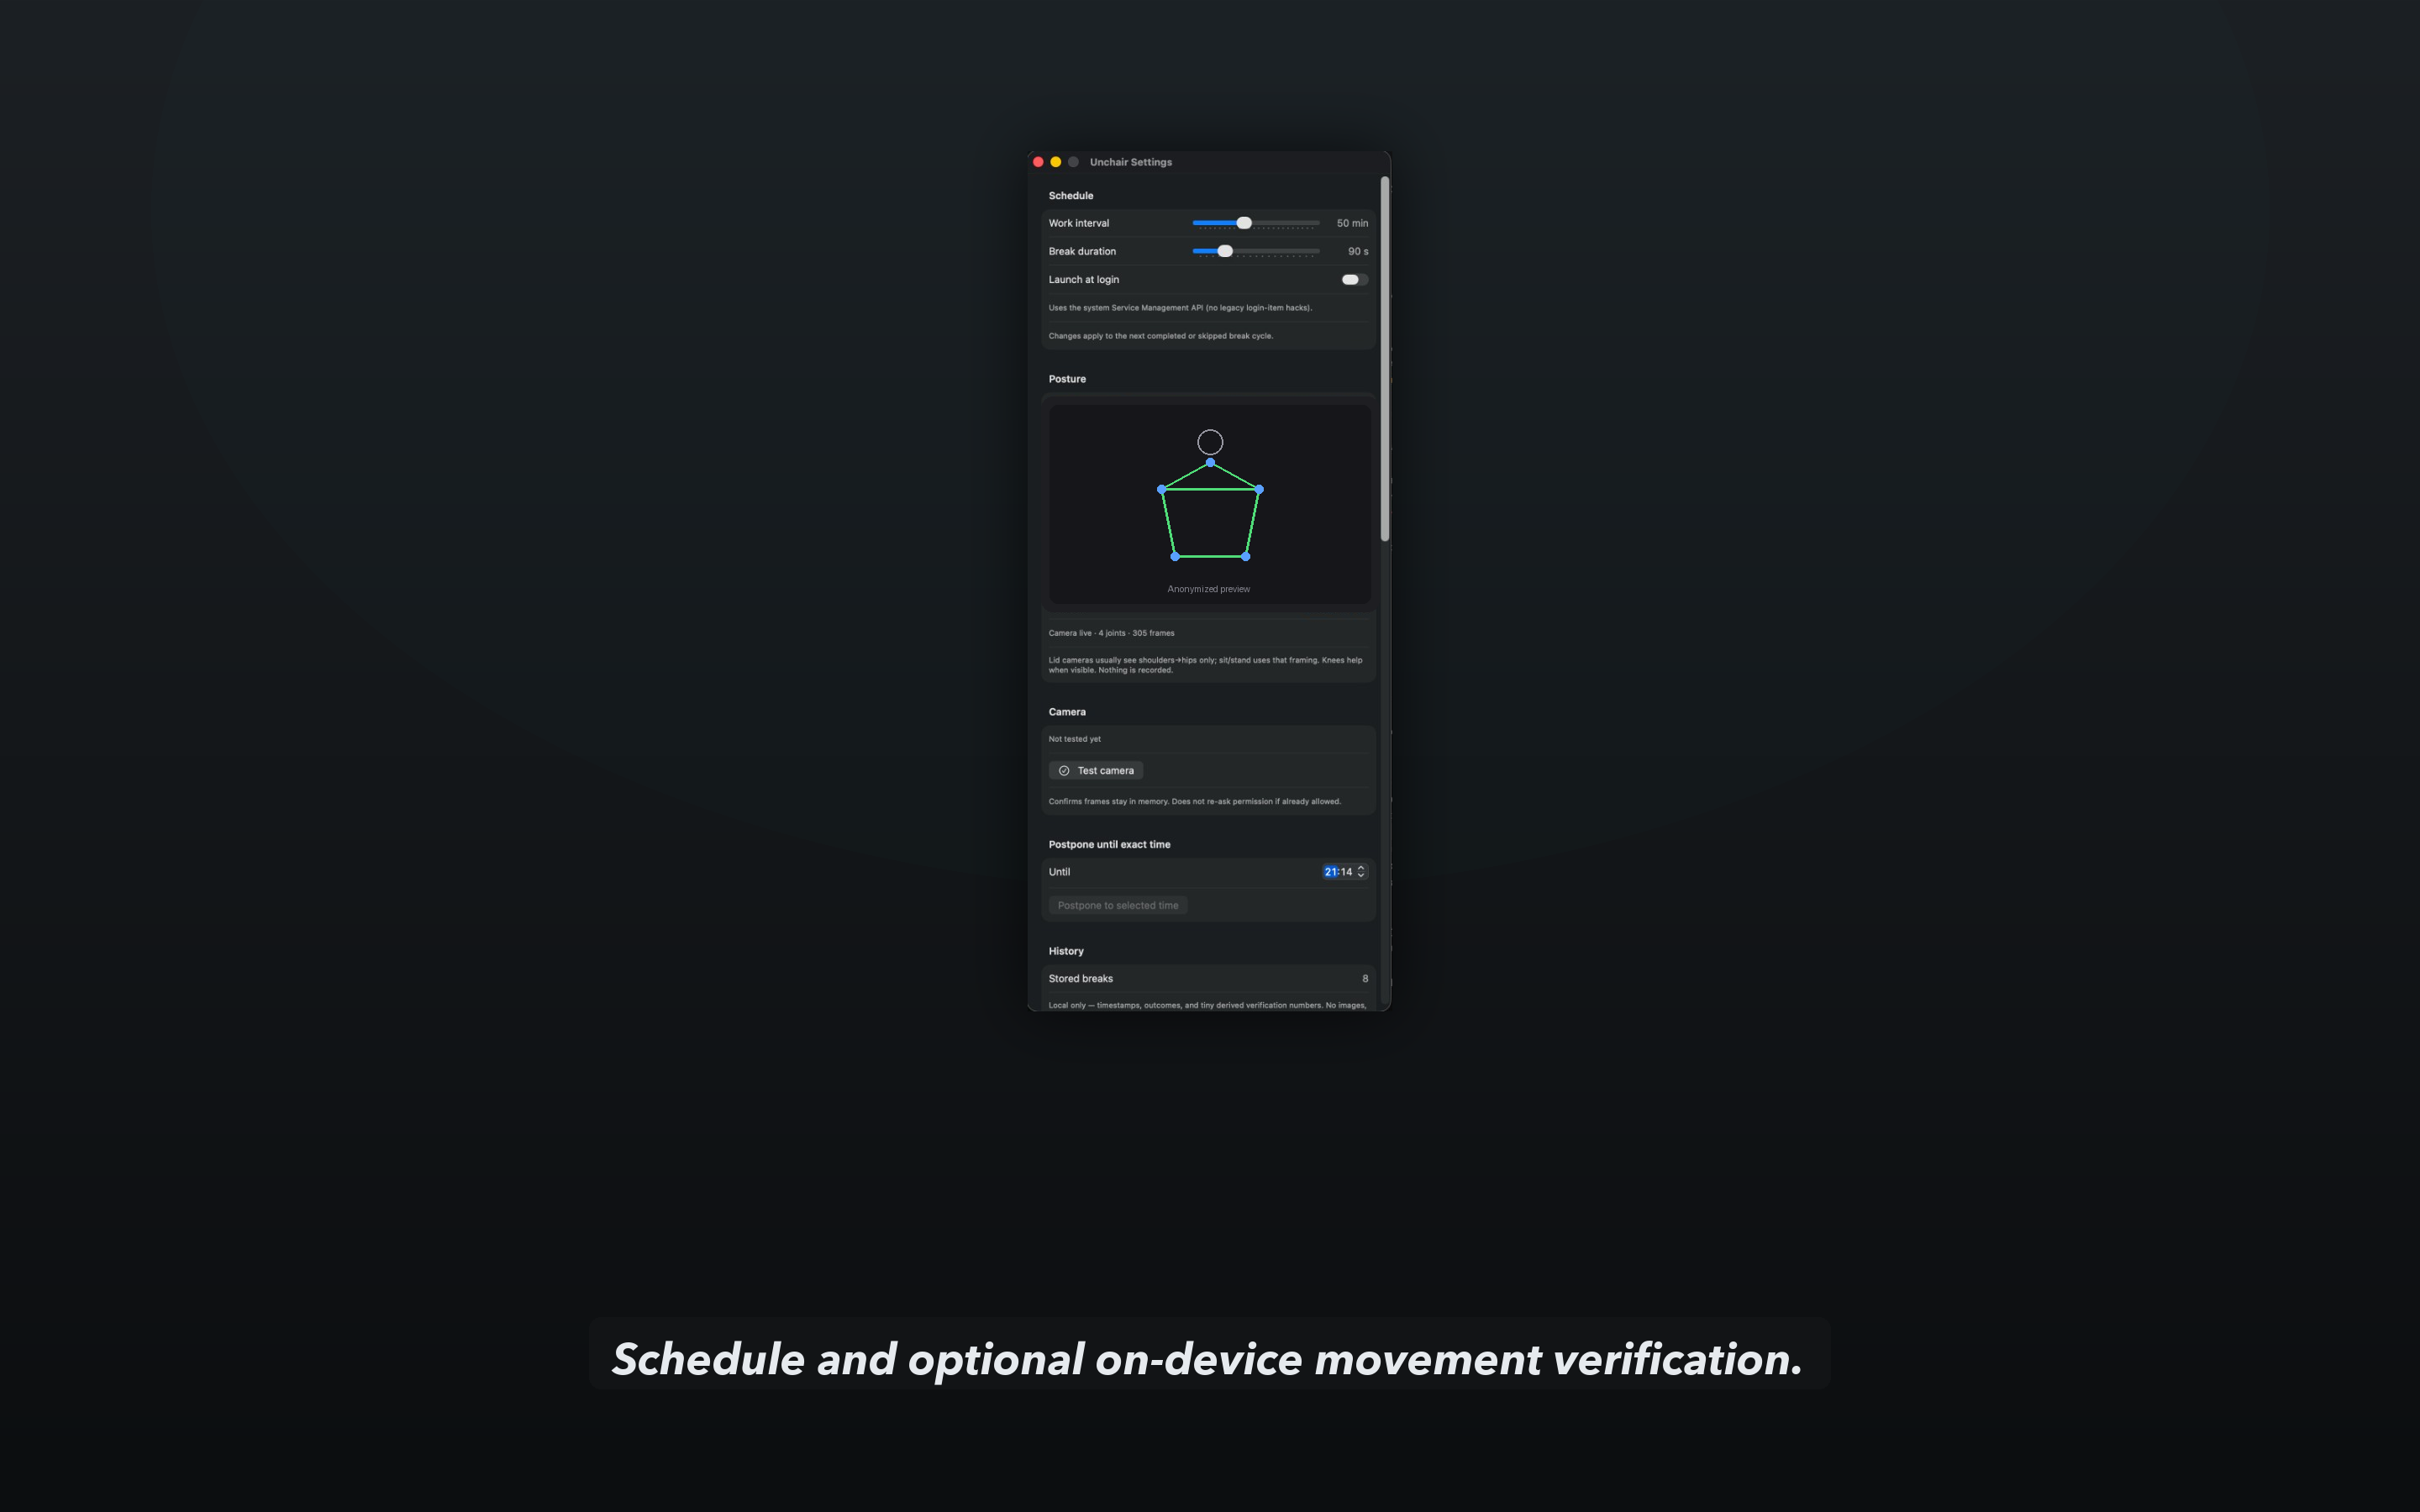 Unchair Settings
Schedule
Work interval 50 min
Break duration 90 s
Launch at login
Uses the system Service Management API (no legacy login-item hacks).
Changes apply to the next completed or skipped break cycle.
Posture
Anonymized preview
Camera live · 4 joints · 305 frames
Lid cameras usually see shoulders→hips only; sit/stand uses that framing. Knees help
when visible. Nothing is recorded.
Camera
Not tested yet
Test camera
Confirms frames stay in memory. Does not re-ask permission if already allowed.
Postpone until exact time
Until 21:14
Postpone to selected time
History
Stored breaks 8
Local only — timestamps, outcomes, and tiny derived verification numbers. No images,
Schedule and optional on-device movement verification.